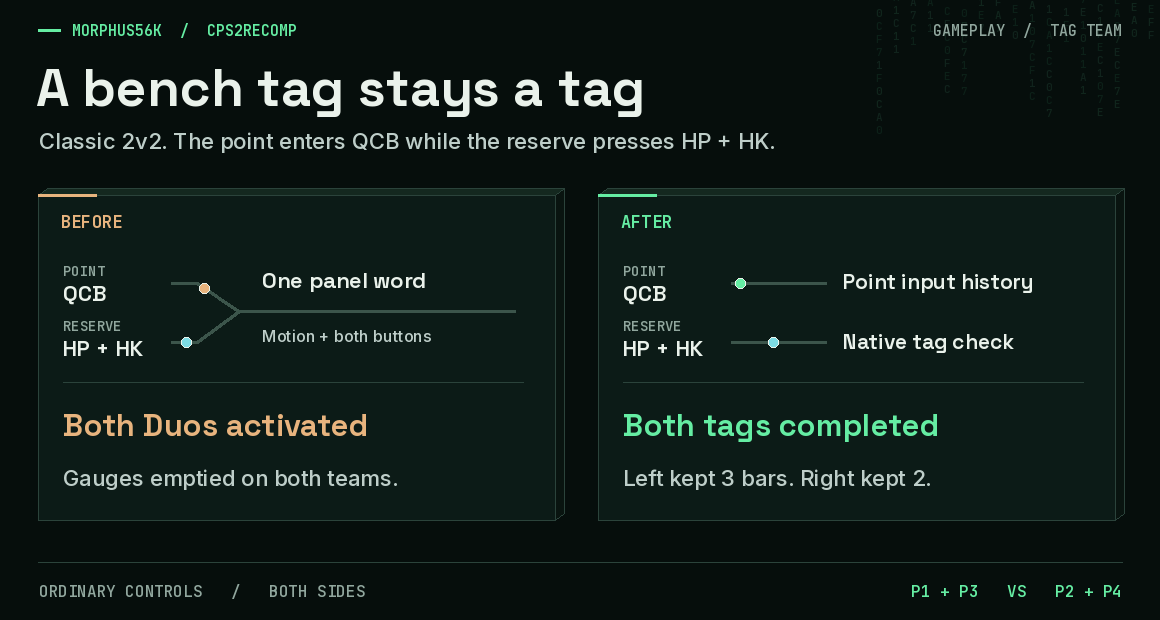 MORPHUS56K / CPS2RECOMP
GAMEPLAY / TAG TEAM
A bench tag stays a tag
Classic 2v2. The point enters QCB while the reserve presses HP + HK.
BEFORE
POINT
QCB
RESERVE
HP + HK
One panel word
Motion + both buttons
Both Duos activated
Gauges emptied on both teams.
AFTER
POINT
QCB
RESERVE
HP + HK
Point input history
Native tag check
Both tags completed
Left kept 3 bars. Right kept 2.
ORDINARY CONTROLS / BOTH SIDES
P1 + P3 VS P2 + P4